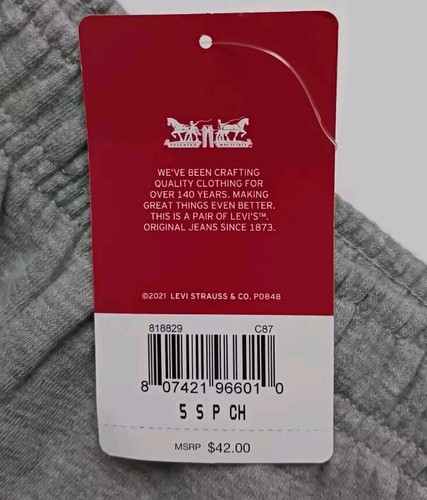 WE'VE BEEN CRAFTING
QUALITY CLOTHING FOR
OVER 140 YEARS. MAKING
GREAT THINGS EVEN BETTER.
THIS IS A PAIR OF LEVI'S™.
ORIGINAL JEANS SINCE 1873.
©2021 LEVI STRAUSS & CO. P0848
818829 C87
8 07421 96601 0
5 S P CH
MSRP $42.00